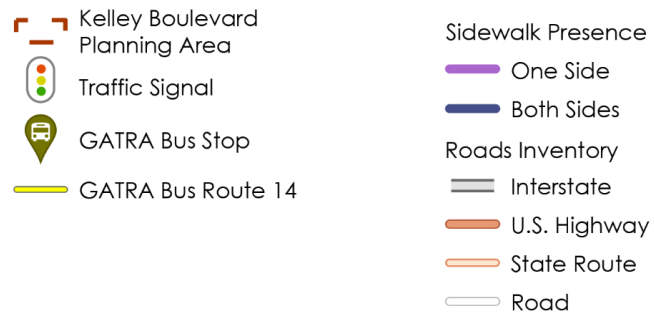 Kelley Boulevard
Planning Area
Traffic Signal
GATRA Bus Stop
GATRA Bus Route 14
Sidewalk Presence
One Side
Both Sides
Roads Inventory
Interstate
U.S. Highway
State Route
Road